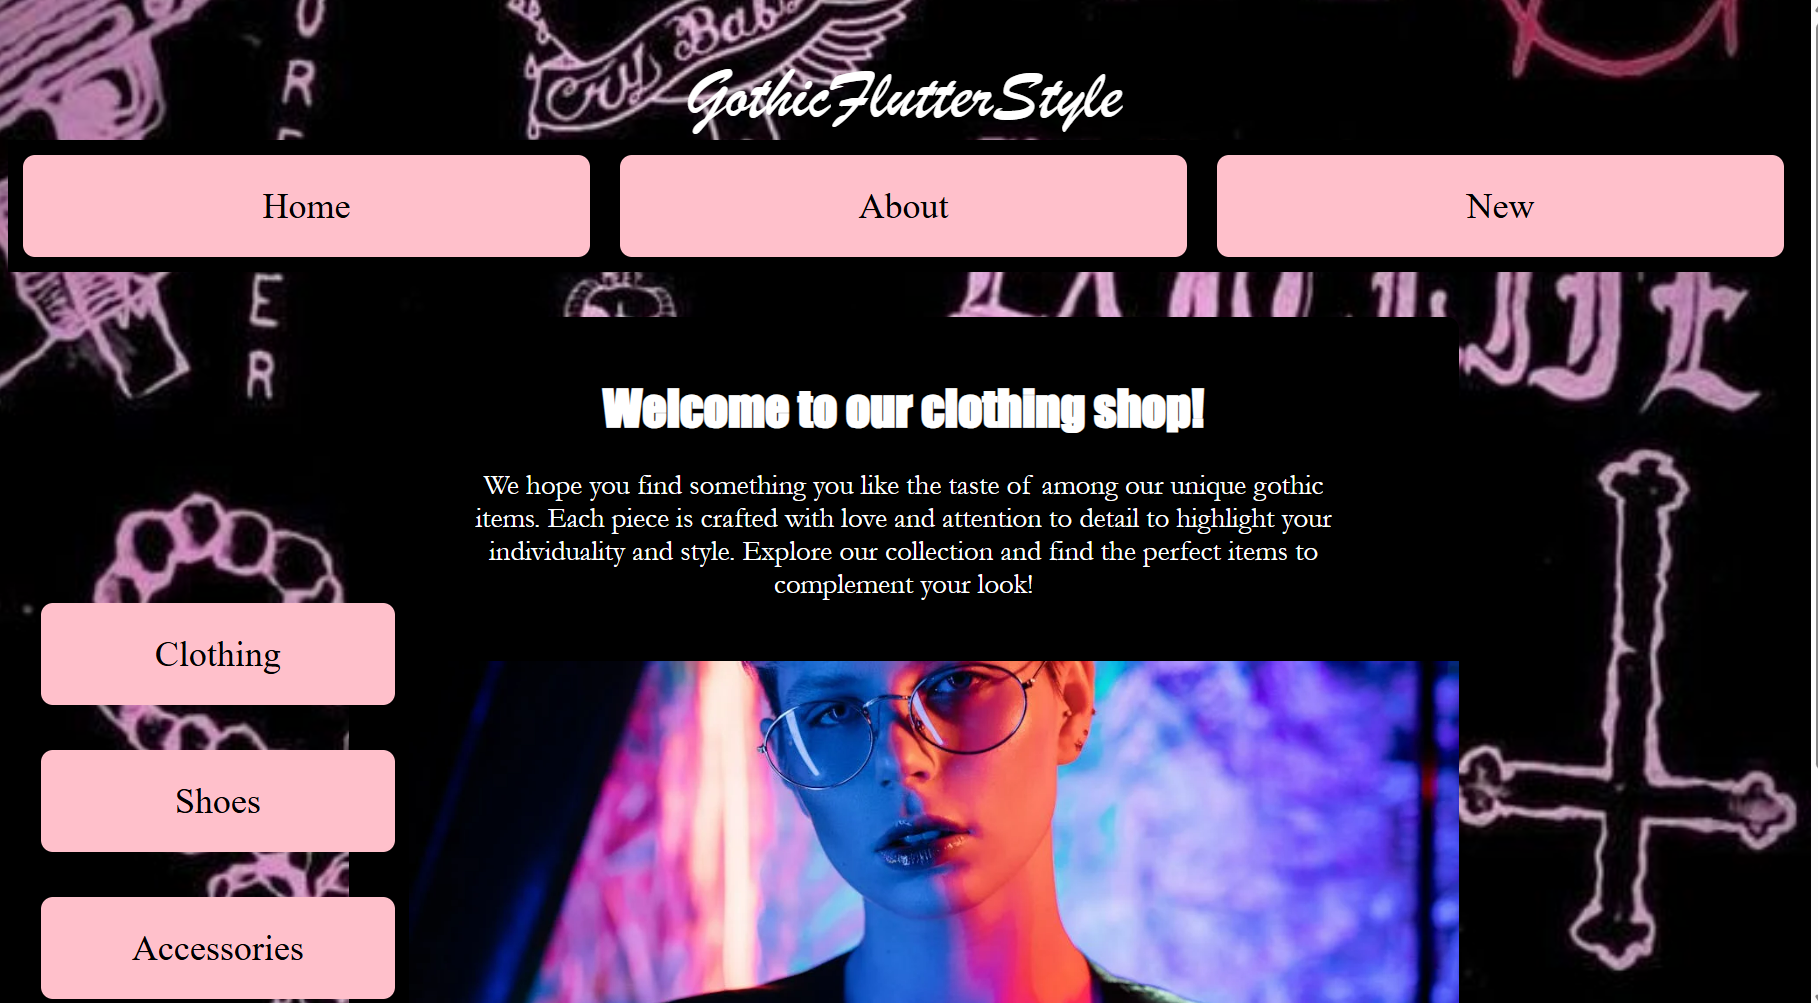 U
R
E
R
Cry Baby
GothicFlutterStyle
Home
About
New
Welcome to our clothing shop!
We hope you find something you like the taste of among our unique gothic
items. Each piece is crafted with love and attention to detail to highlight your
individuality and style. Explore our collection and find the perfect items to
complement your look!
Clothing
Shoes
Accessories